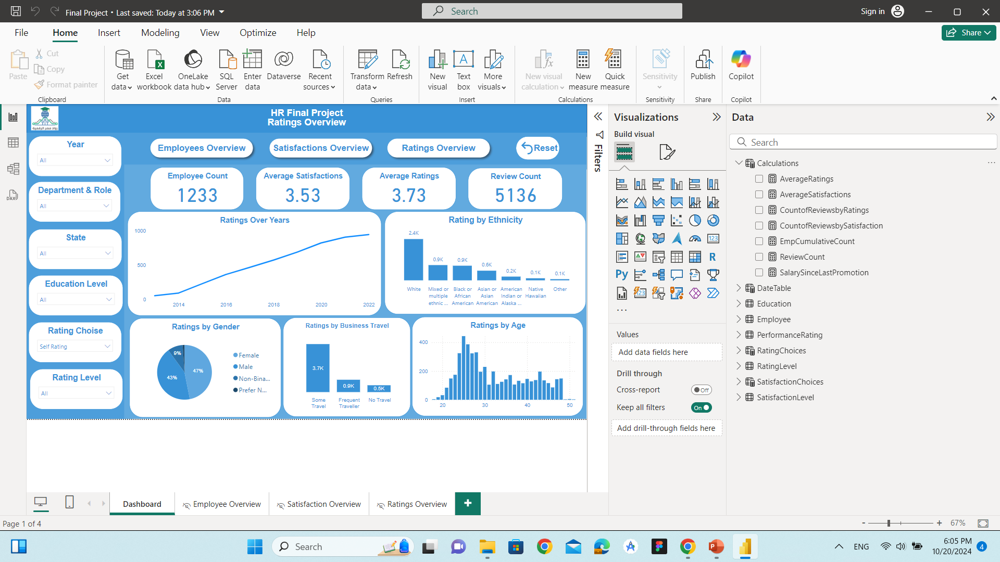 Final Project • Last saved: Today at 3:06 PM
Search
Sign in
File
Home
Insert
Modeling
View
Optimize
Help
Share
Paste
Cut
Copy
Format painter
Clipboard
Get data
Excel workbook
OneLake data hub
SQL Server
Enter data
Dataverse
Recent sources
Data
Transform data
Refresh
Queries
New visual
Text box
More visuals
Insert
New visual calculation
New measure
Quick measure
Calculations
Sensitivity
Sensitivity
Publish
Share
Copilot
Copilot
رواد مصر الرقمية
HR Final Project
Ratings Overview
Employees Overview
Satisfactions Overview
Ratings Overview
Reset
Year
All
Department & Role
All
State
All
Education Level
All
Rating Choise
Self Rating
Rating Level
All
Employee Count
1233
Average Satisfactions
3.53
Average Ratings
3.73
Review Count
5136
Ratings Over Years
1000
500
0
2014
2016
2018
2020
2022
Rating by Ethnicity
2.4K
0.9K
0.9K
0.6K
0.2K
0.1K
0.1K
White
Mixed or multiple ethnic ...
Black or African American
Asian or Asian American
American Indian or Alaska ...
Native Hawaiian
Other
Ratings by Gender
9%
47%
43%
Female
Male
Non-Bina...
Prefer N...
Ratings by Business Travel
3.7K
0.9K
0.5K
Some Travel
Frequent Traveller
No Travel
Ratings by Age
400
200
0
20
30
40
50
Filters
Visualizations
Build visual
123
R
Py
123
...
Values
Add data fields here
Drill through
Cross-report
Off
Keep all filters
On
Add drill-through fields here
Data
Search
Calculations
...
AverageRatings
AverageSatisfactions
CountofReviewsbyRatings
CountofReviewsbySatisfaction
EmpCumulativeCount
ReviewCount
SalarySinceLastPromotion
DateTable
Education
Employee
PerformanceRating
RatingChoices
RatingLevel
SatisfactionChoices
SatisfactionLevel
DAX
Dashboard
Employee Overview
Satisfaction Overview
Ratings Overview
+
Page 1 of 4
-
+
67%
Search
ENG
6:05 PM
10/20/2024
4